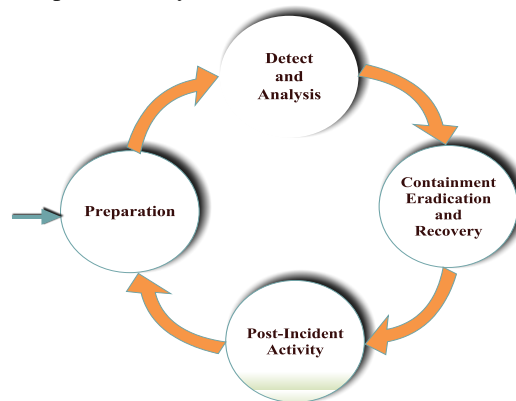 Detect
and
Analysis
Containment
Eradication
and
Recovery
Preparation
Post-Incident
Activity